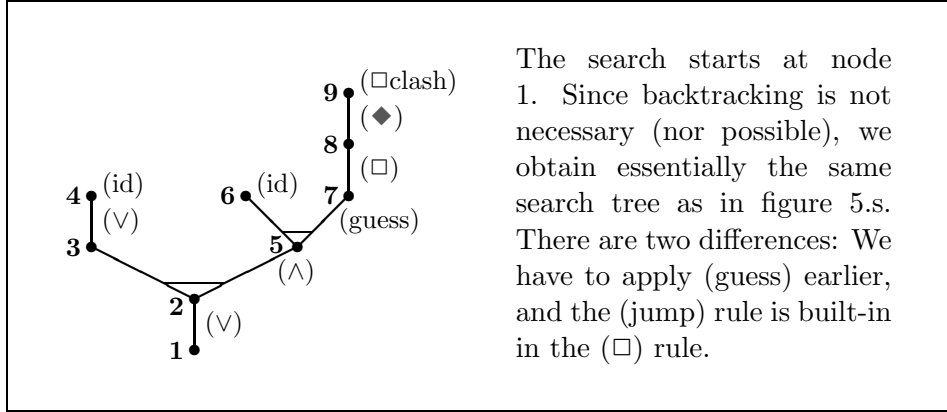 9 (□clash)
(◆)
8
(□)
4 (id)
6 (id)
7
(∨)
(guess)
3
5
(∧)
2
(∨)
1
The search starts at node
1. Since backtracking is not
necessary (nor possible), we
obtain essentially the same
search tree as in figure 5.s.
There are two differences: We
have to apply (guess) earlier,
and the (jump) rule is built-in
in the (□) rule.